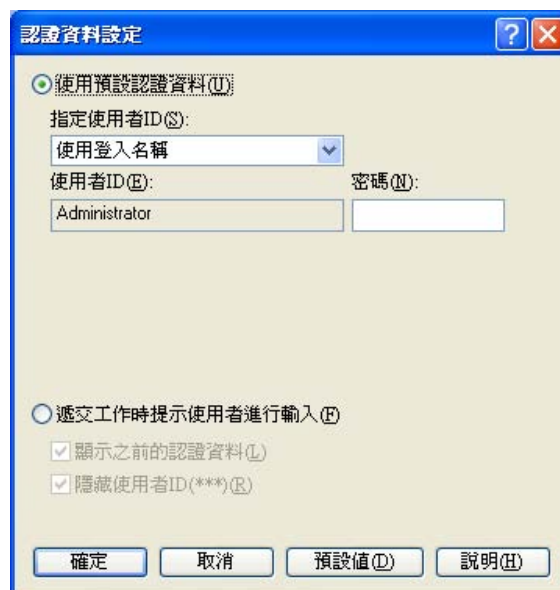 認證資料設定
使用預設認證資料(U)
指定使用者ID(S):
使用登入名稱
使用者ID(E): 密碼(N):
Administrator
遞交工作時提示使用者進行輸入(F)
顯示之前的認證資料(L)
隱藏使用者ID(***)(R)
確定 取消 預設值(D) 說明(H)